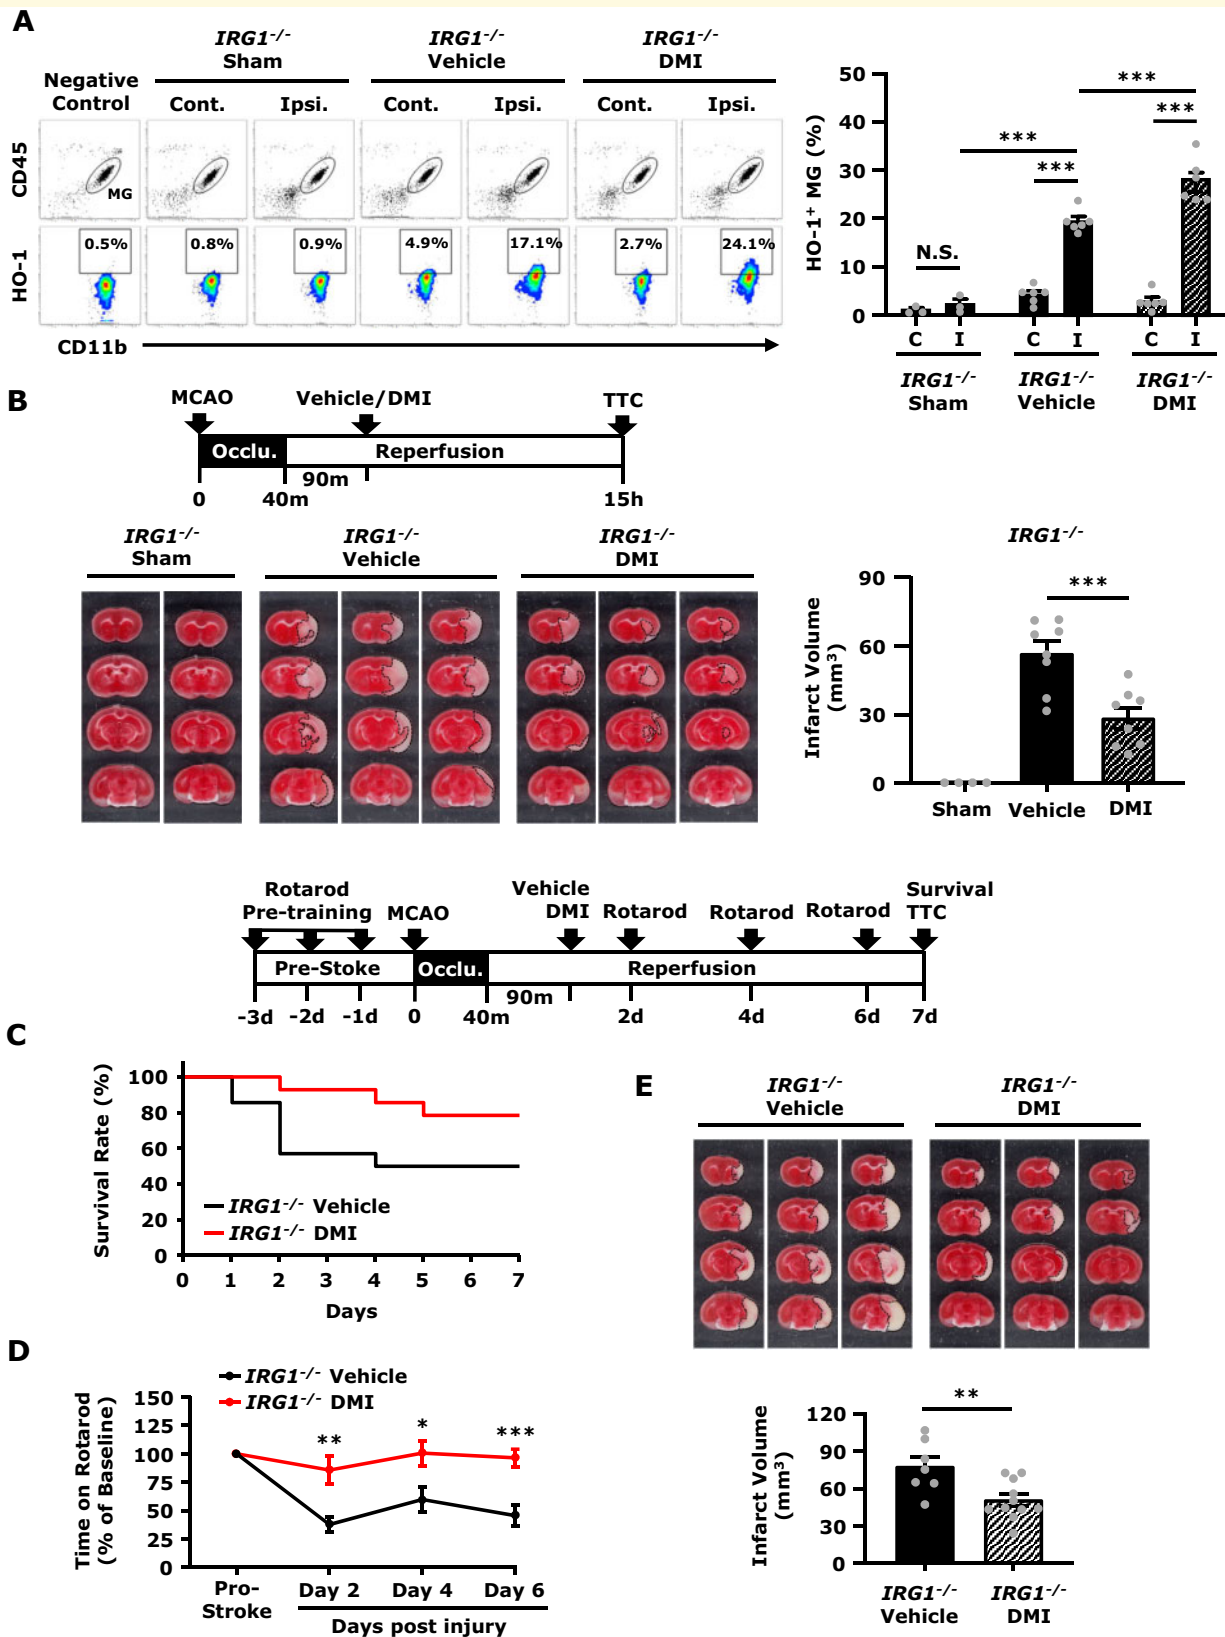 A
IRG1-/-
Sham
IRG1-/-
Vehicle
IRG1-/-
DMI
Negative
Control
Cont.
Ipsi.
Cont.
Ipsi.
Cont.
Ipsi.
CD45
MG
HO-1
0.5%
0.8%
0.9%
4.9%
17.1%
2.7%
24.1%
CD11b
HO-1+ MG (%)
50
40
30
20
10
0
N.S.
***
***
***
***
C
I
C
I
C
I
IRG1-/-
Sham
IRG1-/-
Vehicle
IRG1-/-
DMI
B
MCAO
Vehicle/DMI
TTC
Occlu.
Reperfusion
90m
0
40m
15h
IRG1-/-
Sham
IRG1-/-
Vehicle
IRG1-/-
DMI
IRG1-/-
Infarct Volume
(mm3)
90
60
30
0
***
Sham
Vehicle
DMI
Rotarod
Pre-training
MCAO
Vehicle
DMI
Rotarod
Rotarod
Rotarod
Survival
TTC
Pre-Stoke
Occlu.
Reperfusion
90m
-3d
-2d
-1d
0
40m
2d
4d
6d
7d
C
Survival Rate (%)
100
80
60
40
20
0
IRG1-/- Vehicle
IRG1-/- DMI
0
1
2
3
4
5
6
7
Days
D
IRG1-/- Vehicle
IRG1-/- DMI
Time on Rotarod
(% of Baseline)
150
125
100
75
50
25
0
**
*
***
Pro-
Stroke
Day 2
Day 4
Day 6
Days post injury
E
IRG1-/-
Vehicle
IRG1-/-
DMI
Infarct Volume
(mm3)
120
90
60
30
0
**
IRG1-/-
Vehicle
IRG1-/-
DMI